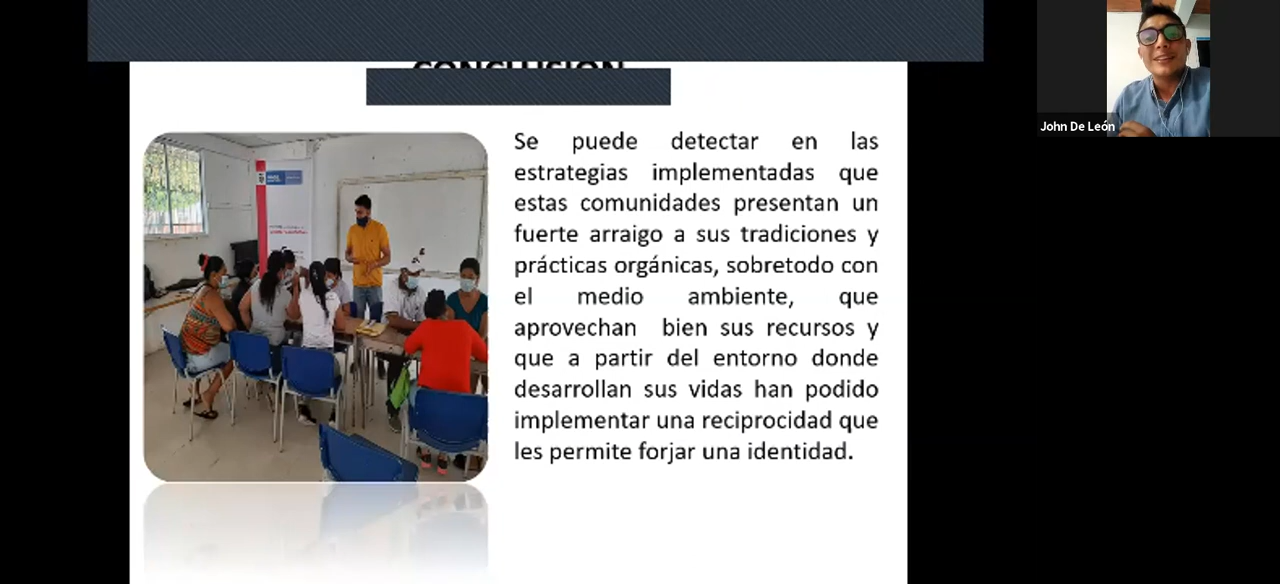 CONCLUSIÓN
Se puede detectar en las
estrategias implementadas que
estas comunidades presentan un
fuerte arraigo a sus tradiciones y
prácticas orgánicas, sobretodo con
el medio ambiente, que
aprovechan bien sus recursos y
que a partir del entorno donde
desarrollan sus vidas han podido
implementar una reciprocidad que
les permite forjar una identidad.
John De León